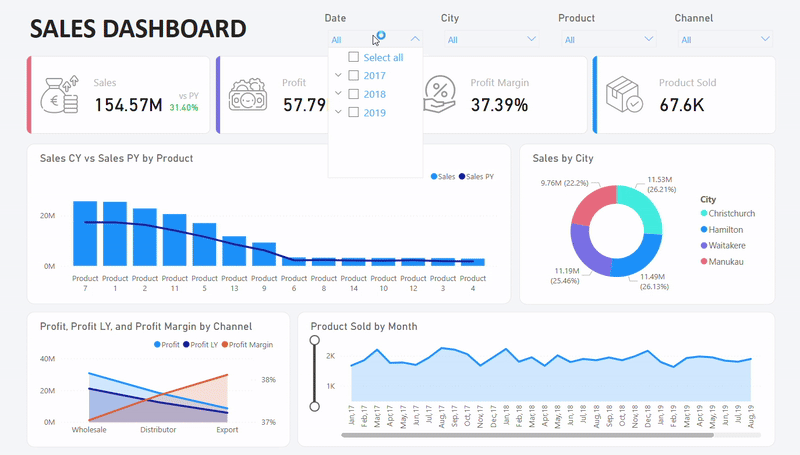 SALES DASHBOARD
Date
City
Product
Channel
All
All
All
All
Select all
2017
2018
2019
Sales
154.57M
vs PY
31.40%
Profit
57.79
Profit Margin
37.39%
Product Sold
67.6K
Sales CY vs Sales PY by Product
Sales
Sales PY
20M
0M
Product 7
Product 1
Product 2
Product 11
Product 5
Product 13
Product 9
Product 6
Product 8
Product 14
Product 10
Product 12
Product 3
Product 4
Sales by City
9.76M (22.2%)
11.53M
(26.21%)
11.19M
(25.46%)
11.49M
(26.13%)
City
Christchurch
Hamilton
Waitakere
Manukau
Profit, Profit LY, and Profit Margin by Channel
Profit
Profit LY
Profit Margin
40M
20M
0M
38%
37%
Wholesale
Distributor
Export
Product Sold by Month
2K
1K
Jan,17
Feb,17
Mar,17
Apr,17
May,17
Jun,17
Jul,17
Aug,17
Sep,17
Oct,17
Nov,17
Dec,17
Jan,18
Feb,18
Mar,18
Apr,18
May,18
Jun,18
Jul,18
Aug,18
Sep,18
Oct,18
Nov,18
Dec,18
Jan,19
Feb,19
Mar,19
Apr,19
May,19
Jun,19
Jul,19
Aug,19